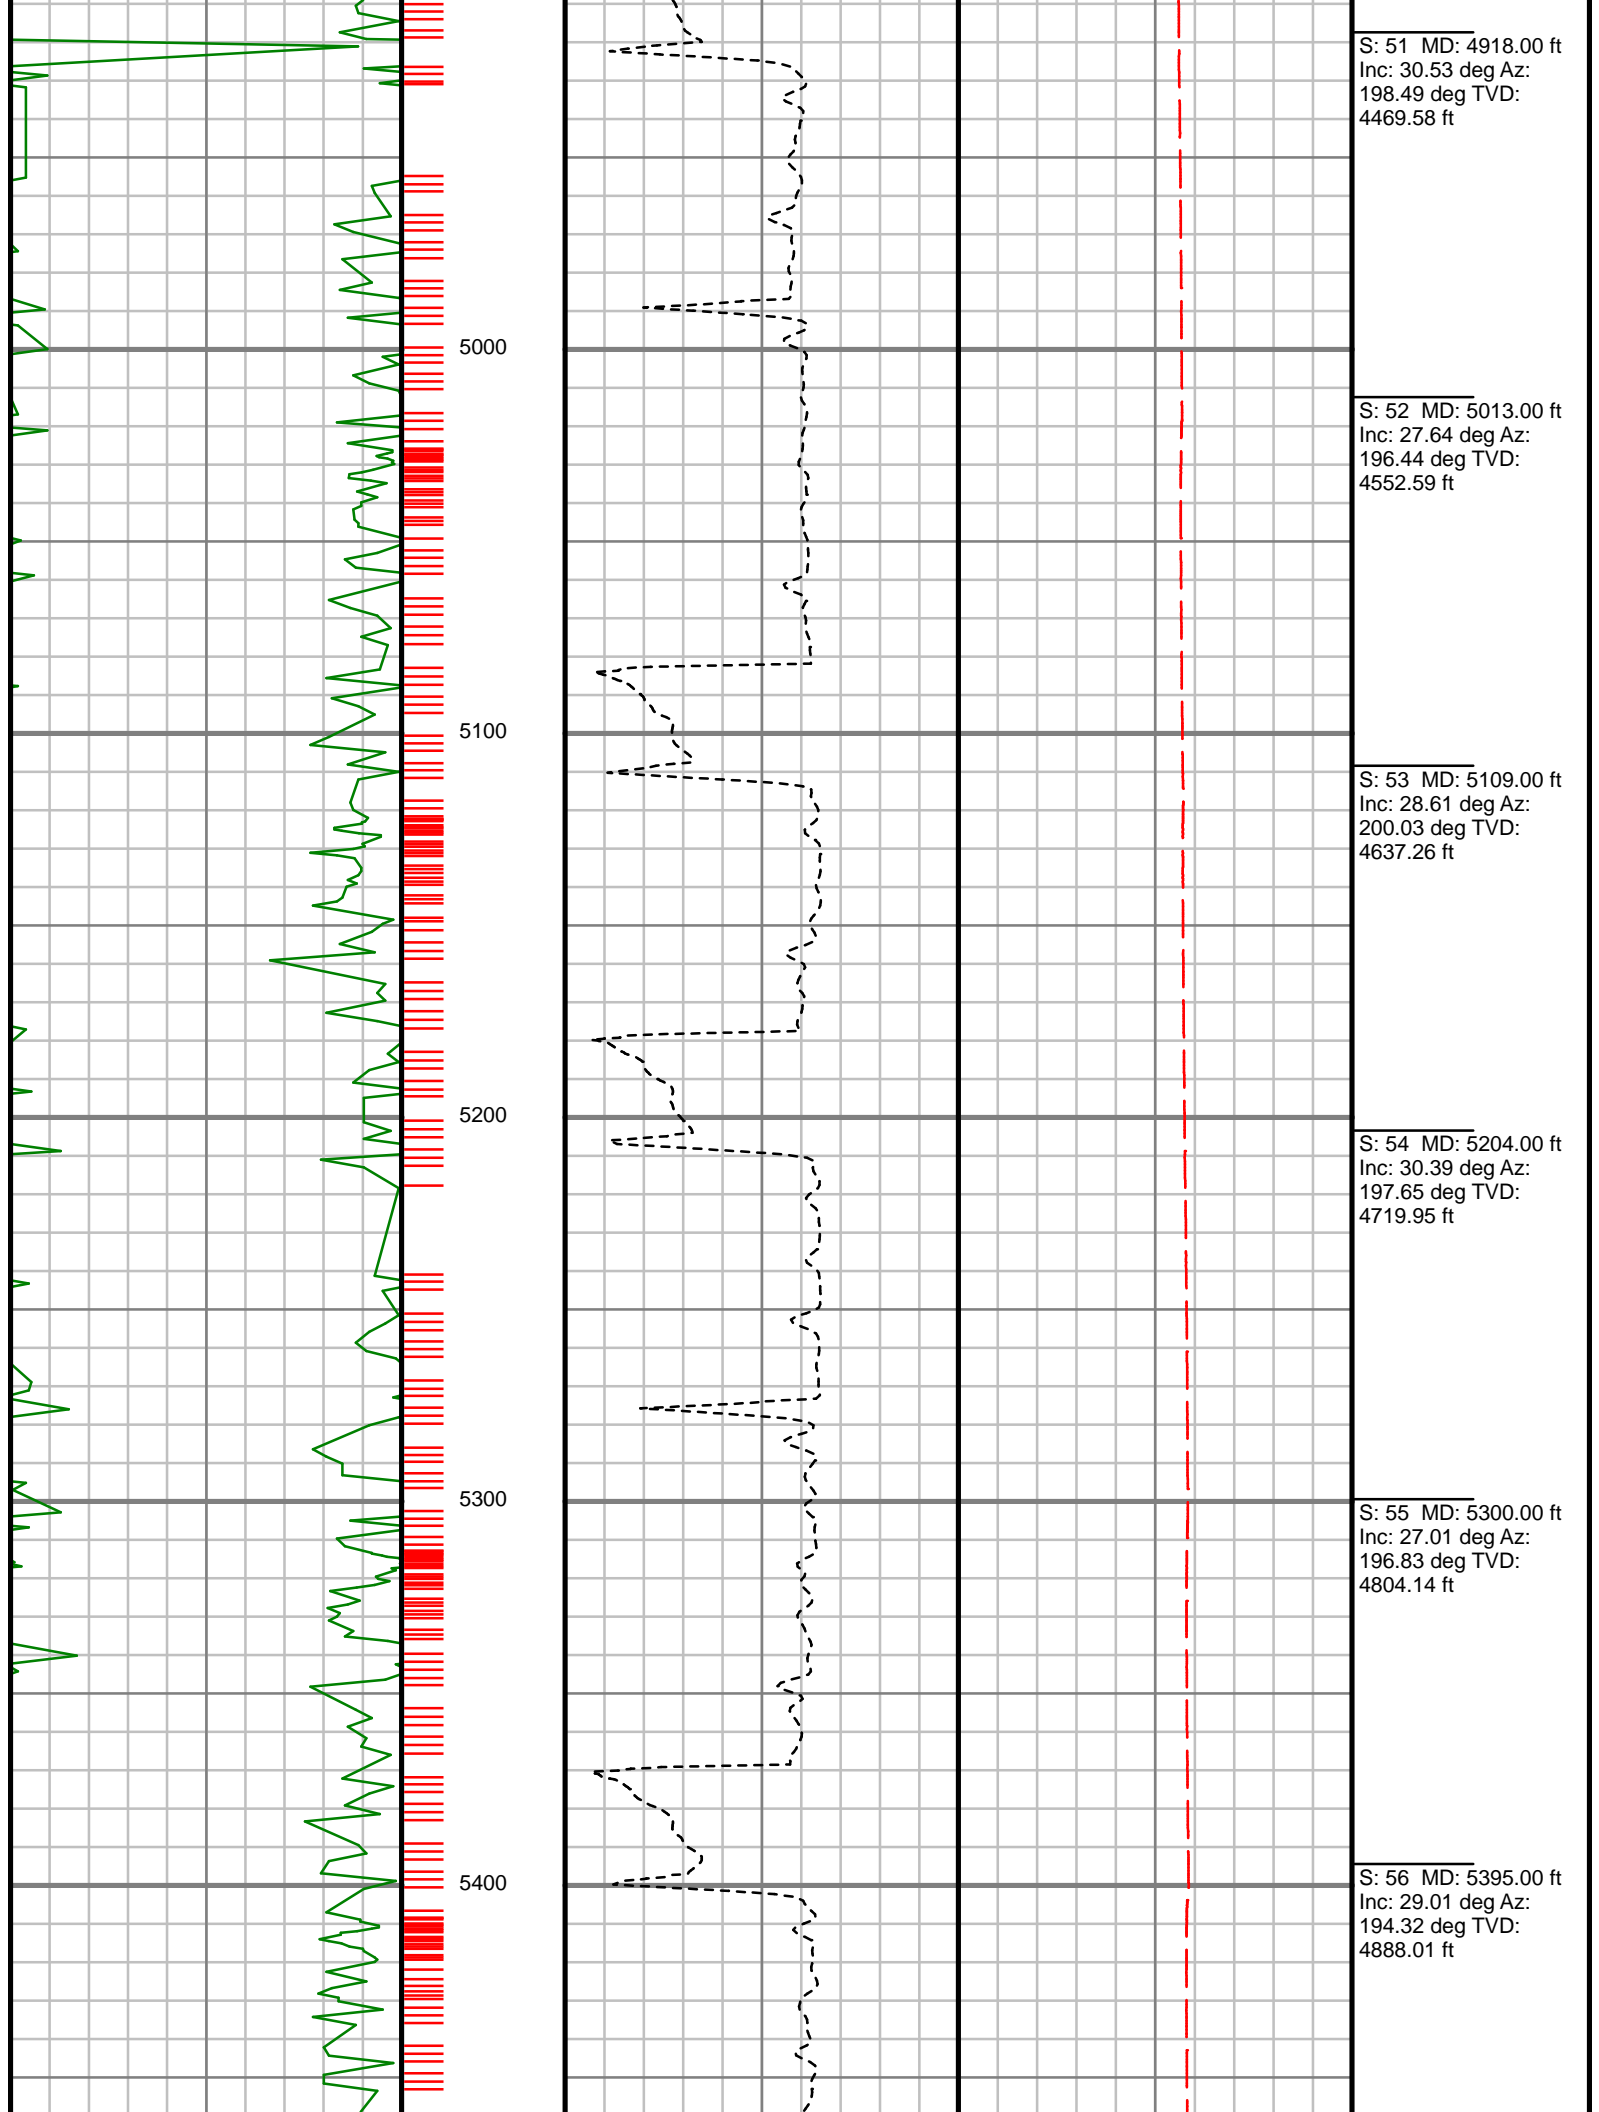 S: 51 MD: 4918.00 ft
Inc: 30.53 deg Az:
198.49 deg TVD:
4469.58 ft
5000
S: 52 MD: 5013.00 ft
Inc: 27.64 deg Az:
196.44 deg TVD:
4552.59 ft
5100
S: 53 MD: 5109.00 ft
Inc: 28.61 deg Az:
200.03 deg TVD:
4637.26 ft
5200
S: 54 MD: 5204.00 ft
Inc: 30.39 deg Az:
197.65 deg TVD:
4719.95 ft
5300
S: 55 MD: 5300.00 ft
Inc: 27.01 deg Az:
196.83 deg TVD:
4804.14 ft
5400
S: 56 MD: 5395.00 ft
Inc: 29.01 deg Az:
194.32 deg TVD:
4888.01 ft